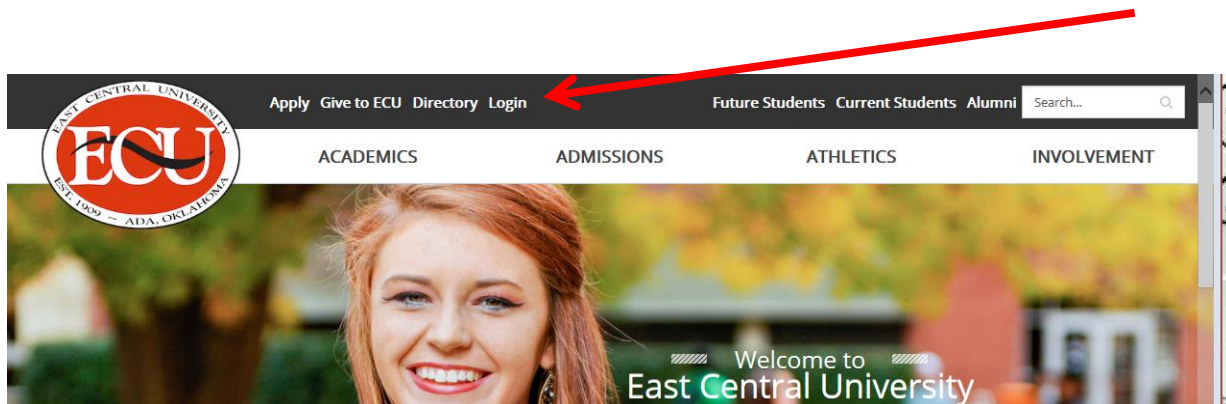 EAST CENTRAL UNIVERSITY
ECU
EST. 1909 ~ ADA, OKLAHOMA
Apply Give to ECU Directory Login Future Students Current Students Alumni Search...
ACADEMICS ADMISSIONS ATHLETICS INVOLVEMENT
Welcome to
East Central University